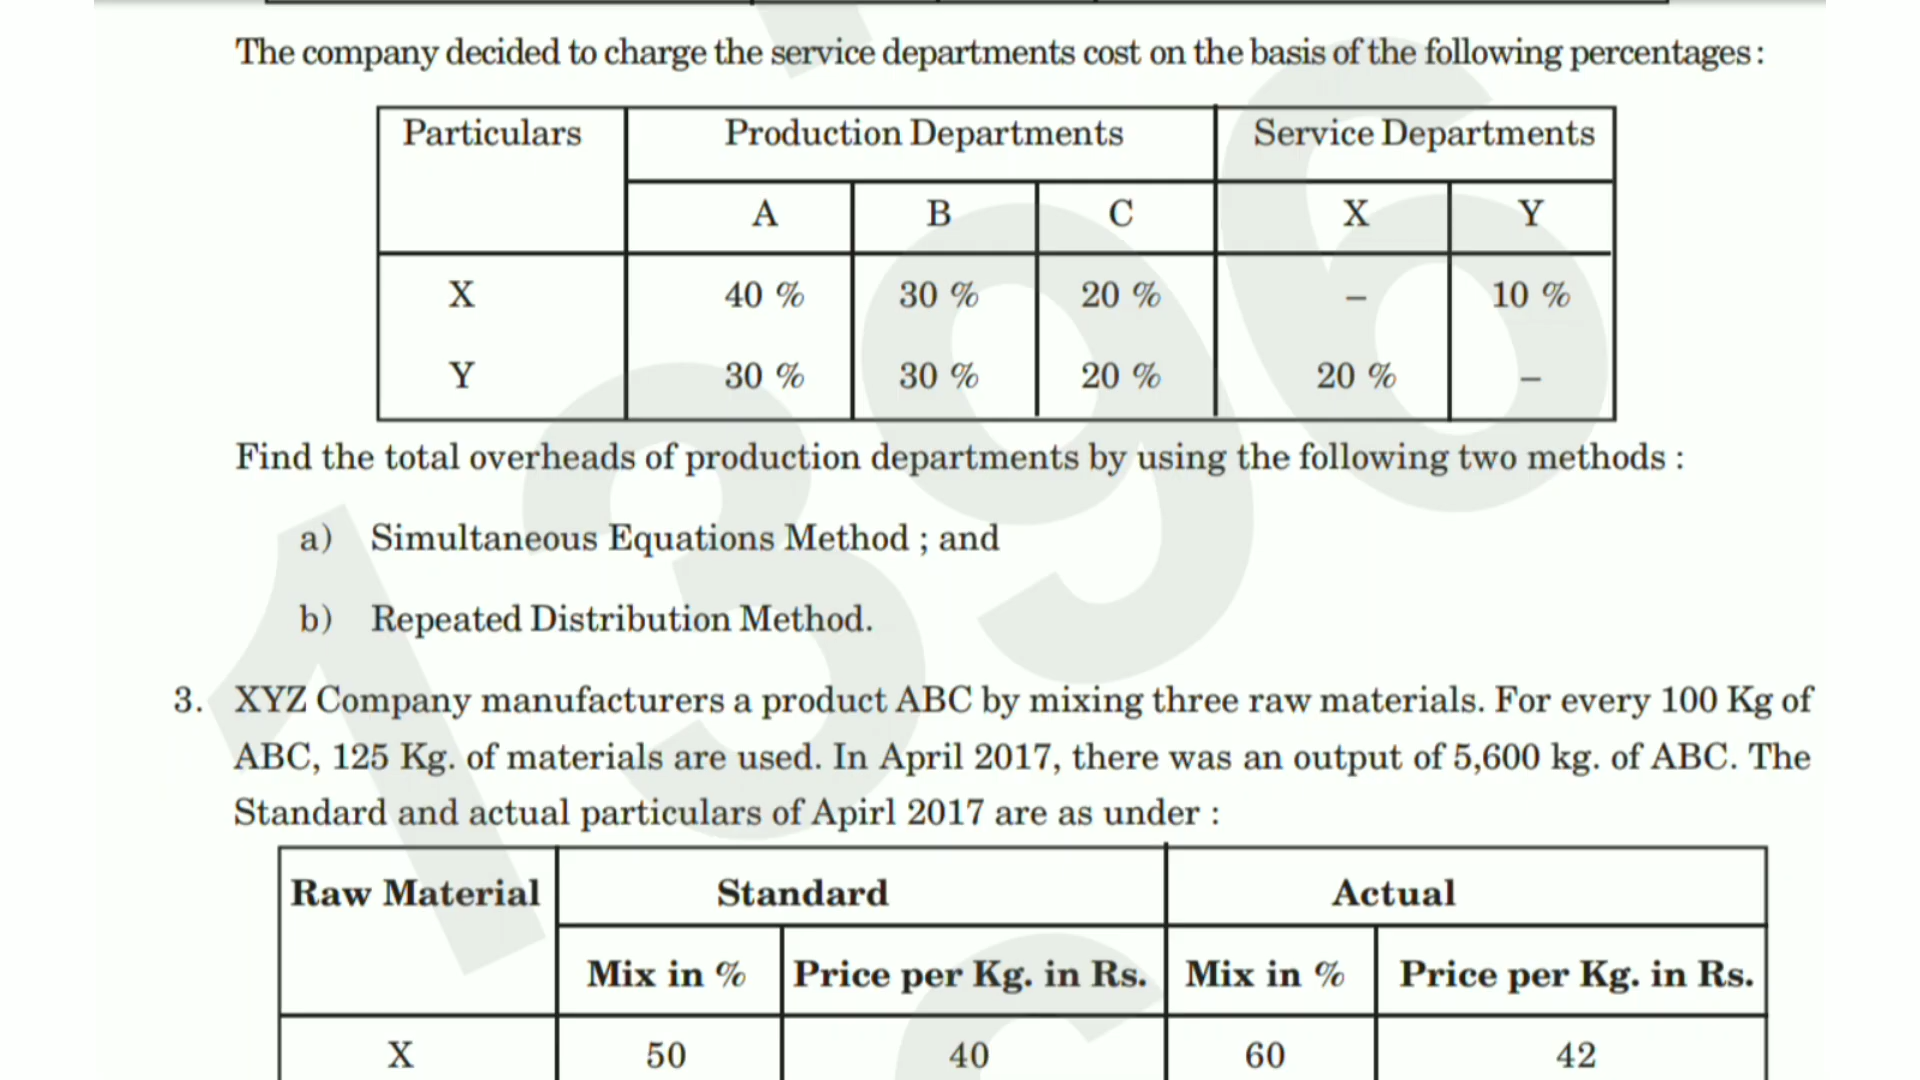 The company decided to charge the service departments cost on the basis of the following percentages :
Particulars Production Departments Service Departments
A B C X Y
X 40 % 30 % 20 % – 10 %
Y 30 % 30 % 20 % 20 % –
Find the total overheads of production departments by using the following two methods :
a) Simultaneous Equations Method ; and
b) Repeated Distribution Method.
3. XYZ Company manufacturers a product ABC by mixing three raw materials. For every 100 Kg of
ABC, 125 Kg. of materials are used. In April 2017, there was an output of 5,600 kg. of ABC. The
Standard and actual particulars of Apirl 2017 are as under :
Raw Material Standard Actual
Mix in % Price per Kg. in Rs. Mix in % Price per Kg. in Rs.
X 50 40 60 42
1396